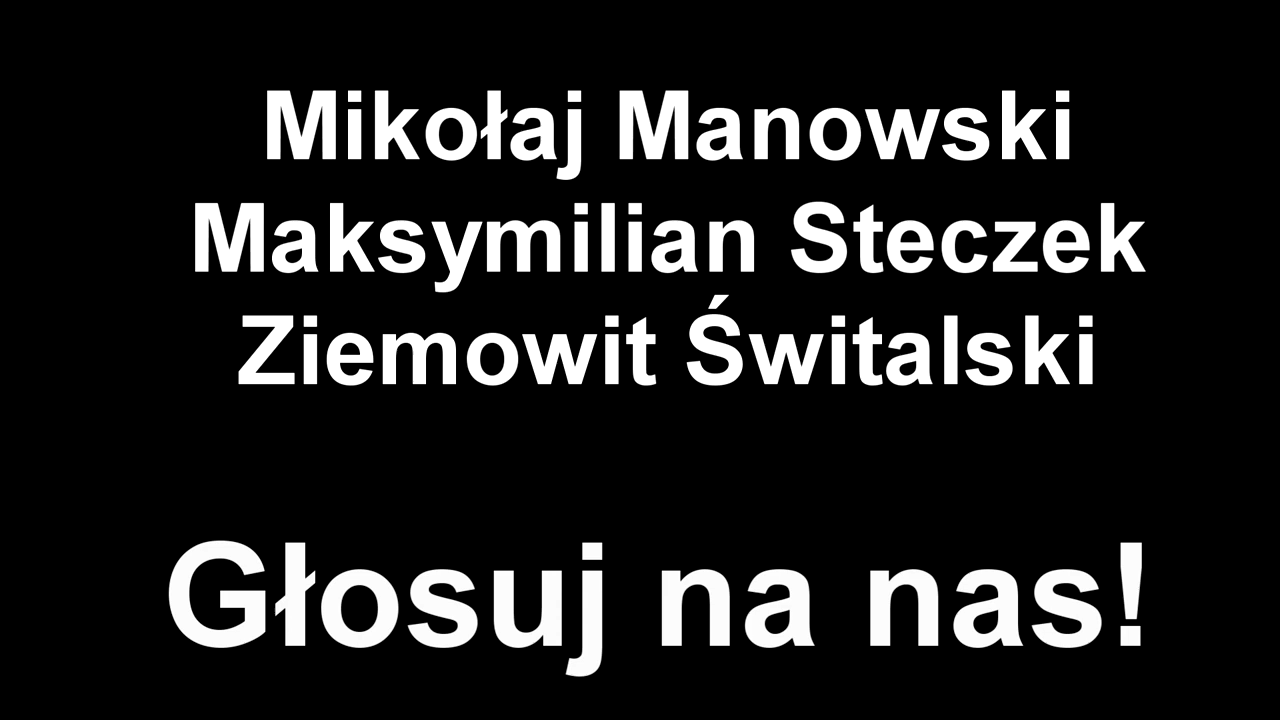 Mikołaj Manowski
Maksymilian Steczek
Ziemowit Świtalski
Głosuj na nas!